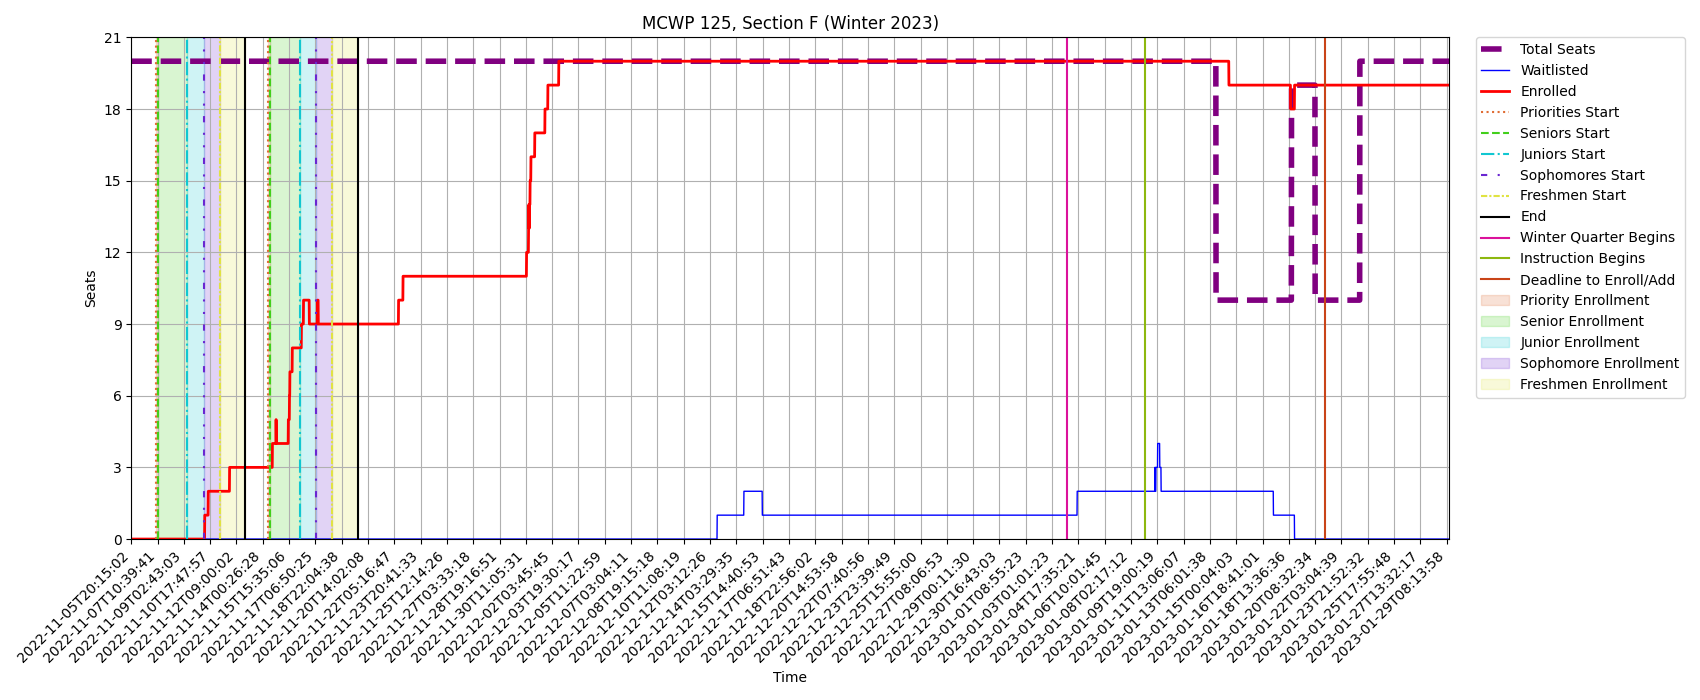 MCWP 125, Section F (Winter 2023)
21
18
15
12
9
6
3
0
Seats
2022-11-05T20:15:02
2022-11-07T10:39:41
2022-11-09T02:43:03
2022-11-10T17:47:57
2022-11-12T09:00:02
2022-11-14T00:26:28
2022-11-15T15:35:06
2022-11-17T06:50:25
2022-11-18T22:04:38
2022-11-20T14:02:08
2022-11-22T05:16:47
2022-11-23T20:41:33
2022-11-25T12:14:26
2022-11-27T03:33:18
2022-11-28T19:16:51
2022-11-30T11:05:31
2022-12-02T03:45:45
2022-12-03T19:30:17
2022-12-05T11:22:59
2022-12-07T03:04:11
2022-12-08T19:15:18
2022-12-10T11:08:19
2022-12-12T03:12:26
2022-12-14T03:29:35
2022-12-15T14:40:53
2022-12-17T06:51:43
2022-12-18T22:56:02
2022-12-20T14:53:58
2022-12-22T07:40:56
2022-12-23T23:39:49
2022-12-25T15:55:00
2022-12-27T08:06:53
2022-12-29T00:11:30
2022-12-30T16:43:03
2023-01-01T08:55:23
2023-01-03T01:01:23
2023-01-04T17:35:21
2023-01-06T10:01:45
2023-01-08T02:17:12
2023-01-09T19:00:19
2023-01-11T13:06:07
2023-01-13T06:01:38
2023-01-15T00:04:03
2023-01-16T18:41:01
2023-01-18T13:36:36
2023-01-20T08:32:34
2023-01-22T03:04:39
2023-01-23T21:52:32
2023-01-25T17:55:48
2023-01-27T13:32:17
2023-01-29T08:13:58
Time
Total Seats
Waitlisted
Enrolled
Priorities Start
Seniors Start
Juniors Start
Sophomores Start
Freshmen Start
End
Winter Quarter Begins
Instruction Begins
Deadline to Enroll/Add
Priority Enrollment
Senior Enrollment
Junior Enrollment
Sophomore Enrollment
Freshmen Enrollment